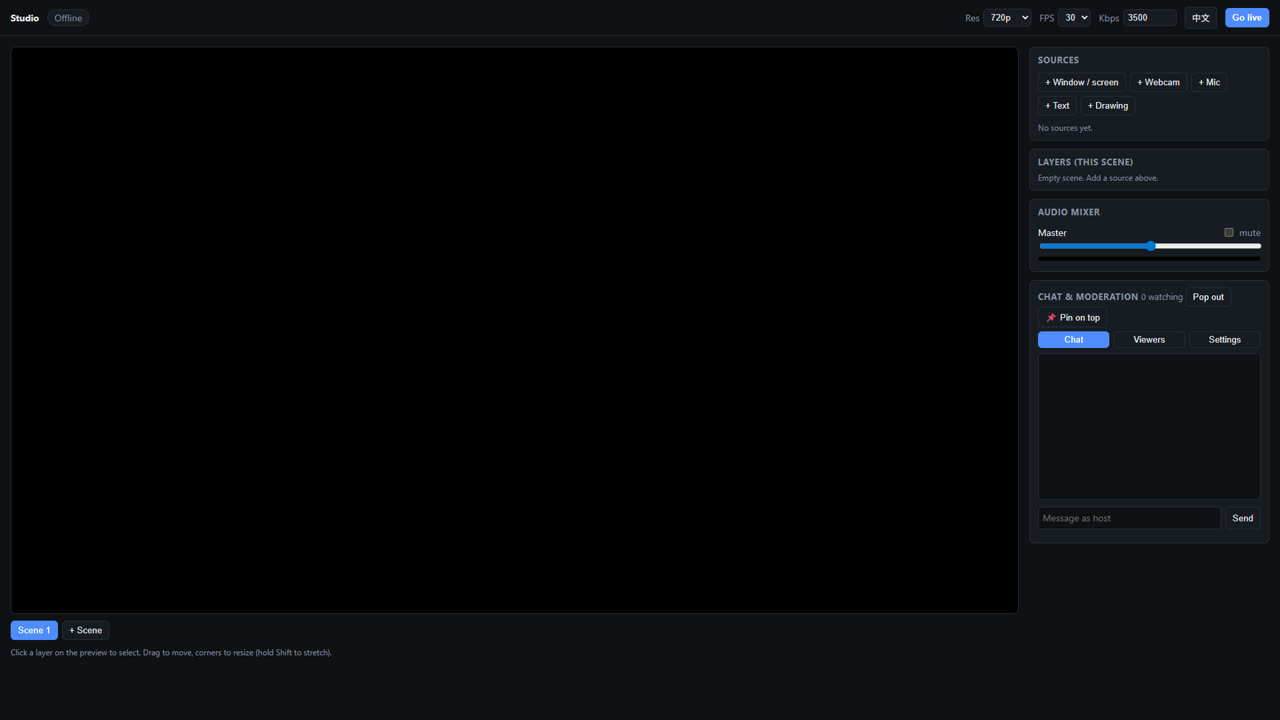 Studio Offline Res 720p FPS 30 Kbps 3500 中文 Go live
SOURCES
+ Window / screen + Webcam + Mic
+ Text + Drawing
No sources yet.
LAYERS (THIS SCENE)
Empty scene. Add a source above.
AUDIO MIXER
Master mute
CHAT & MODERATION 0 watching Pop out
📌 Pin on top
Chat Viewers Settings
Message as host Send
Scene 1 + Scene
Click a layer on the preview to select. Drag to move, corners to resize (hold Shift to stretch).